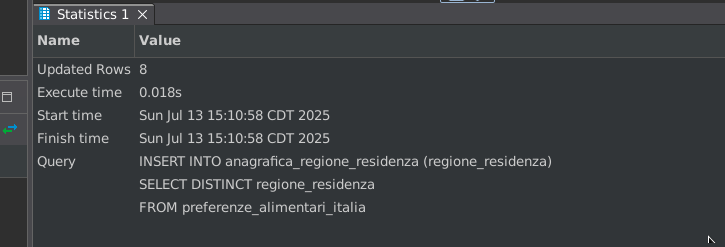 Statistics 1
Name Value
Updated Rows 8
Execute time 0.018s
Start time Sun Jul 13 15:10:58 CDT 2025
Finish time Sun Jul 13 15:10:58 CDT 2025
Query INSERT INTO anagrafica_regione_residenza (regione_residenza)
SELECT DISTINCT regione_residenza
FROM preferenze_alimentari_italia